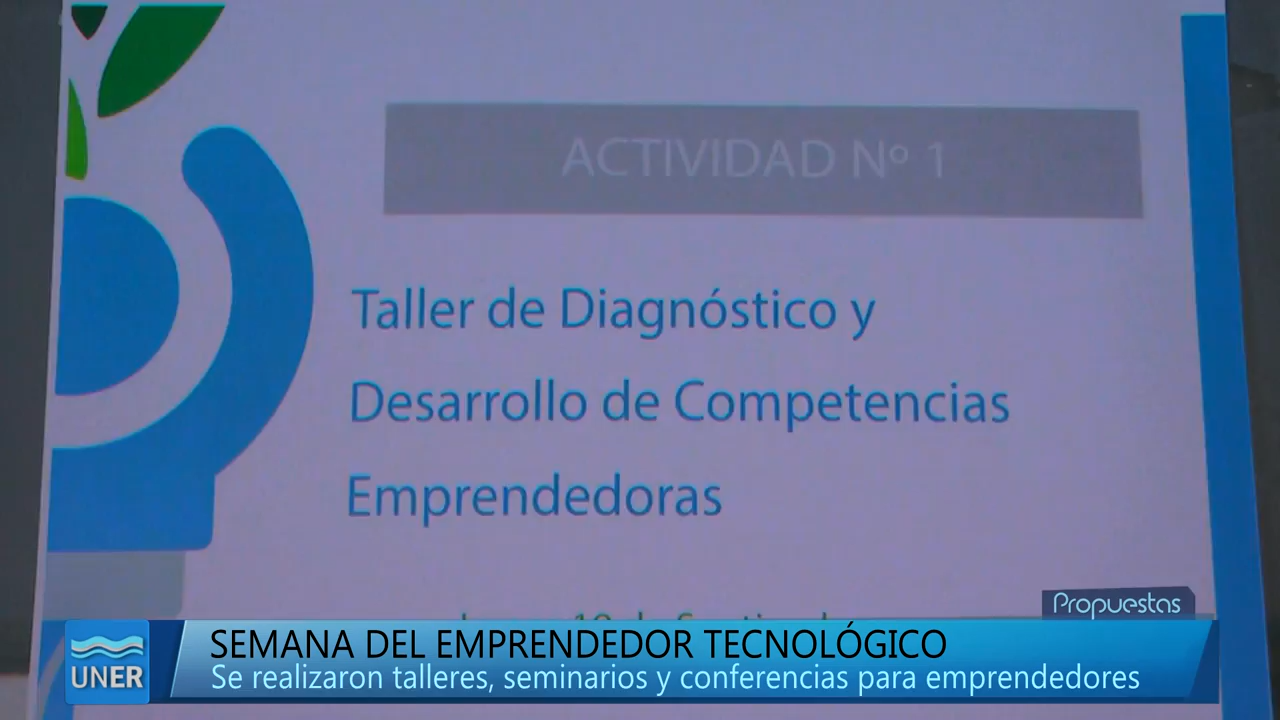 ACTIVIDAD Nº 1
Taller de Diagnóstico y
Desarrollo de Competencias
Emprendedoras
Propuestas
UNER
SEMANA DEL EMPRENDEDOR TECNOLÓGICO
Se realizaron talleres, seminarios y conferencias para emprendedores